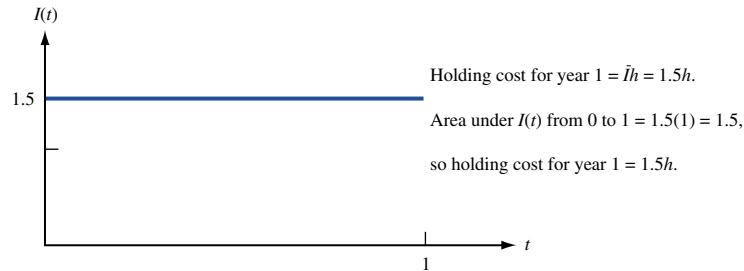 I(t)
1.5
Holding cost for year 1 = Īh = 1.5h.
Area under I(t) from 0 to 1 = 1.5(1) = 1.5,
so holding cost for year 1 = 1.5h.
t
1